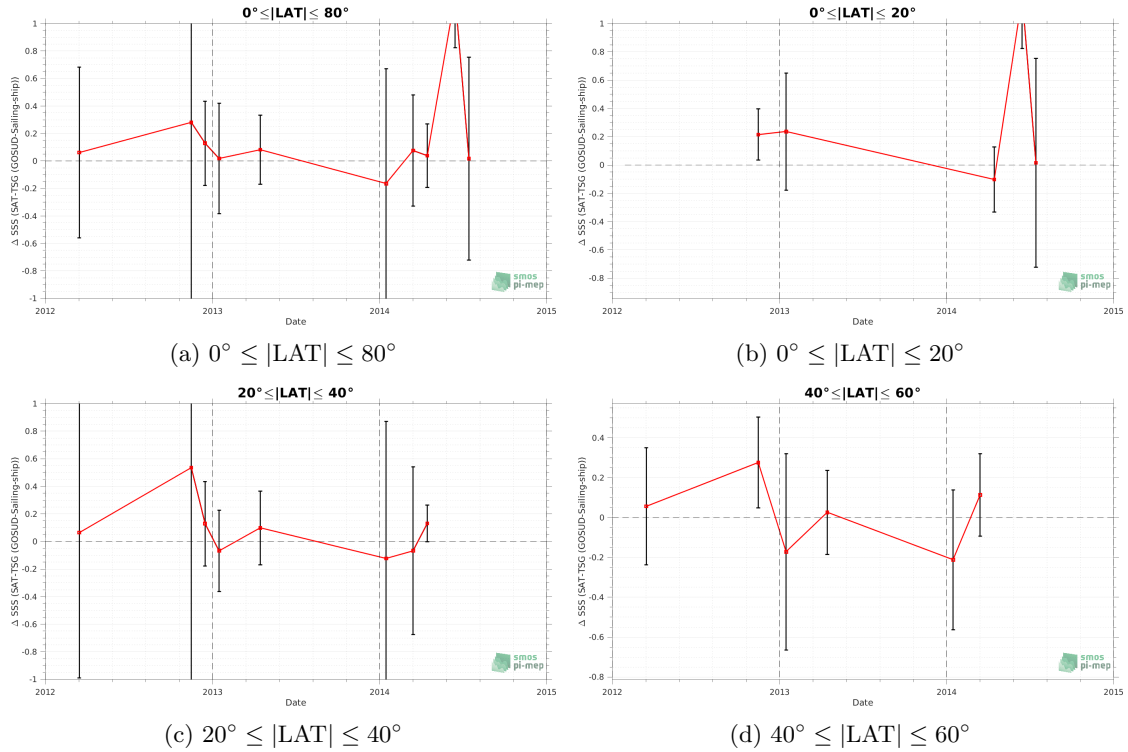 0°≤|LAT|≤ 80°
Δ SSS (SAT-TSG (GOSUD-Sailing-ship))
1
0.8
0.6
0.4
0.2
0
-0.2
-0.4
-0.6
-0.8
-1
2012
2013
2014
2015
Date
smos
pi-mep
(a) 0° ≤ |LAT| ≤ 80°
0°≤|LAT|≤ 20°
Δ SSS (SAT-TSG (GOSUD-Sailing-ship))
1
0.8
0.6
0.4
0.2
0
-0.2
-0.4
-0.6
-0.8
2012
2013
2014
2015
Date
smos
pi-mep
(b) 0° ≤ |LAT| ≤ 20°
20°≤|LAT|≤ 40°
Δ SSS (SAT-TSG (GOSUD-Sailing-ship))
1
0.8
0.6
0.4
0.2
0
-0.2
-0.4
-0.6
-0.8
-1
2012
2013
2014
2015
Date
smos
pi-mep
(c) 20° ≤ |LAT| ≤ 40°
40°≤|LAT|≤ 60°
Δ SSS (SAT-TSG (GOSUD-Sailing-ship))
0.4
0.2
0
-0.2
-0.4
-0.6
-0.8
2012
2013
2014
2015
Date
smos
pi-mep
(d) 40° ≤ |LAT| ≤ 60°